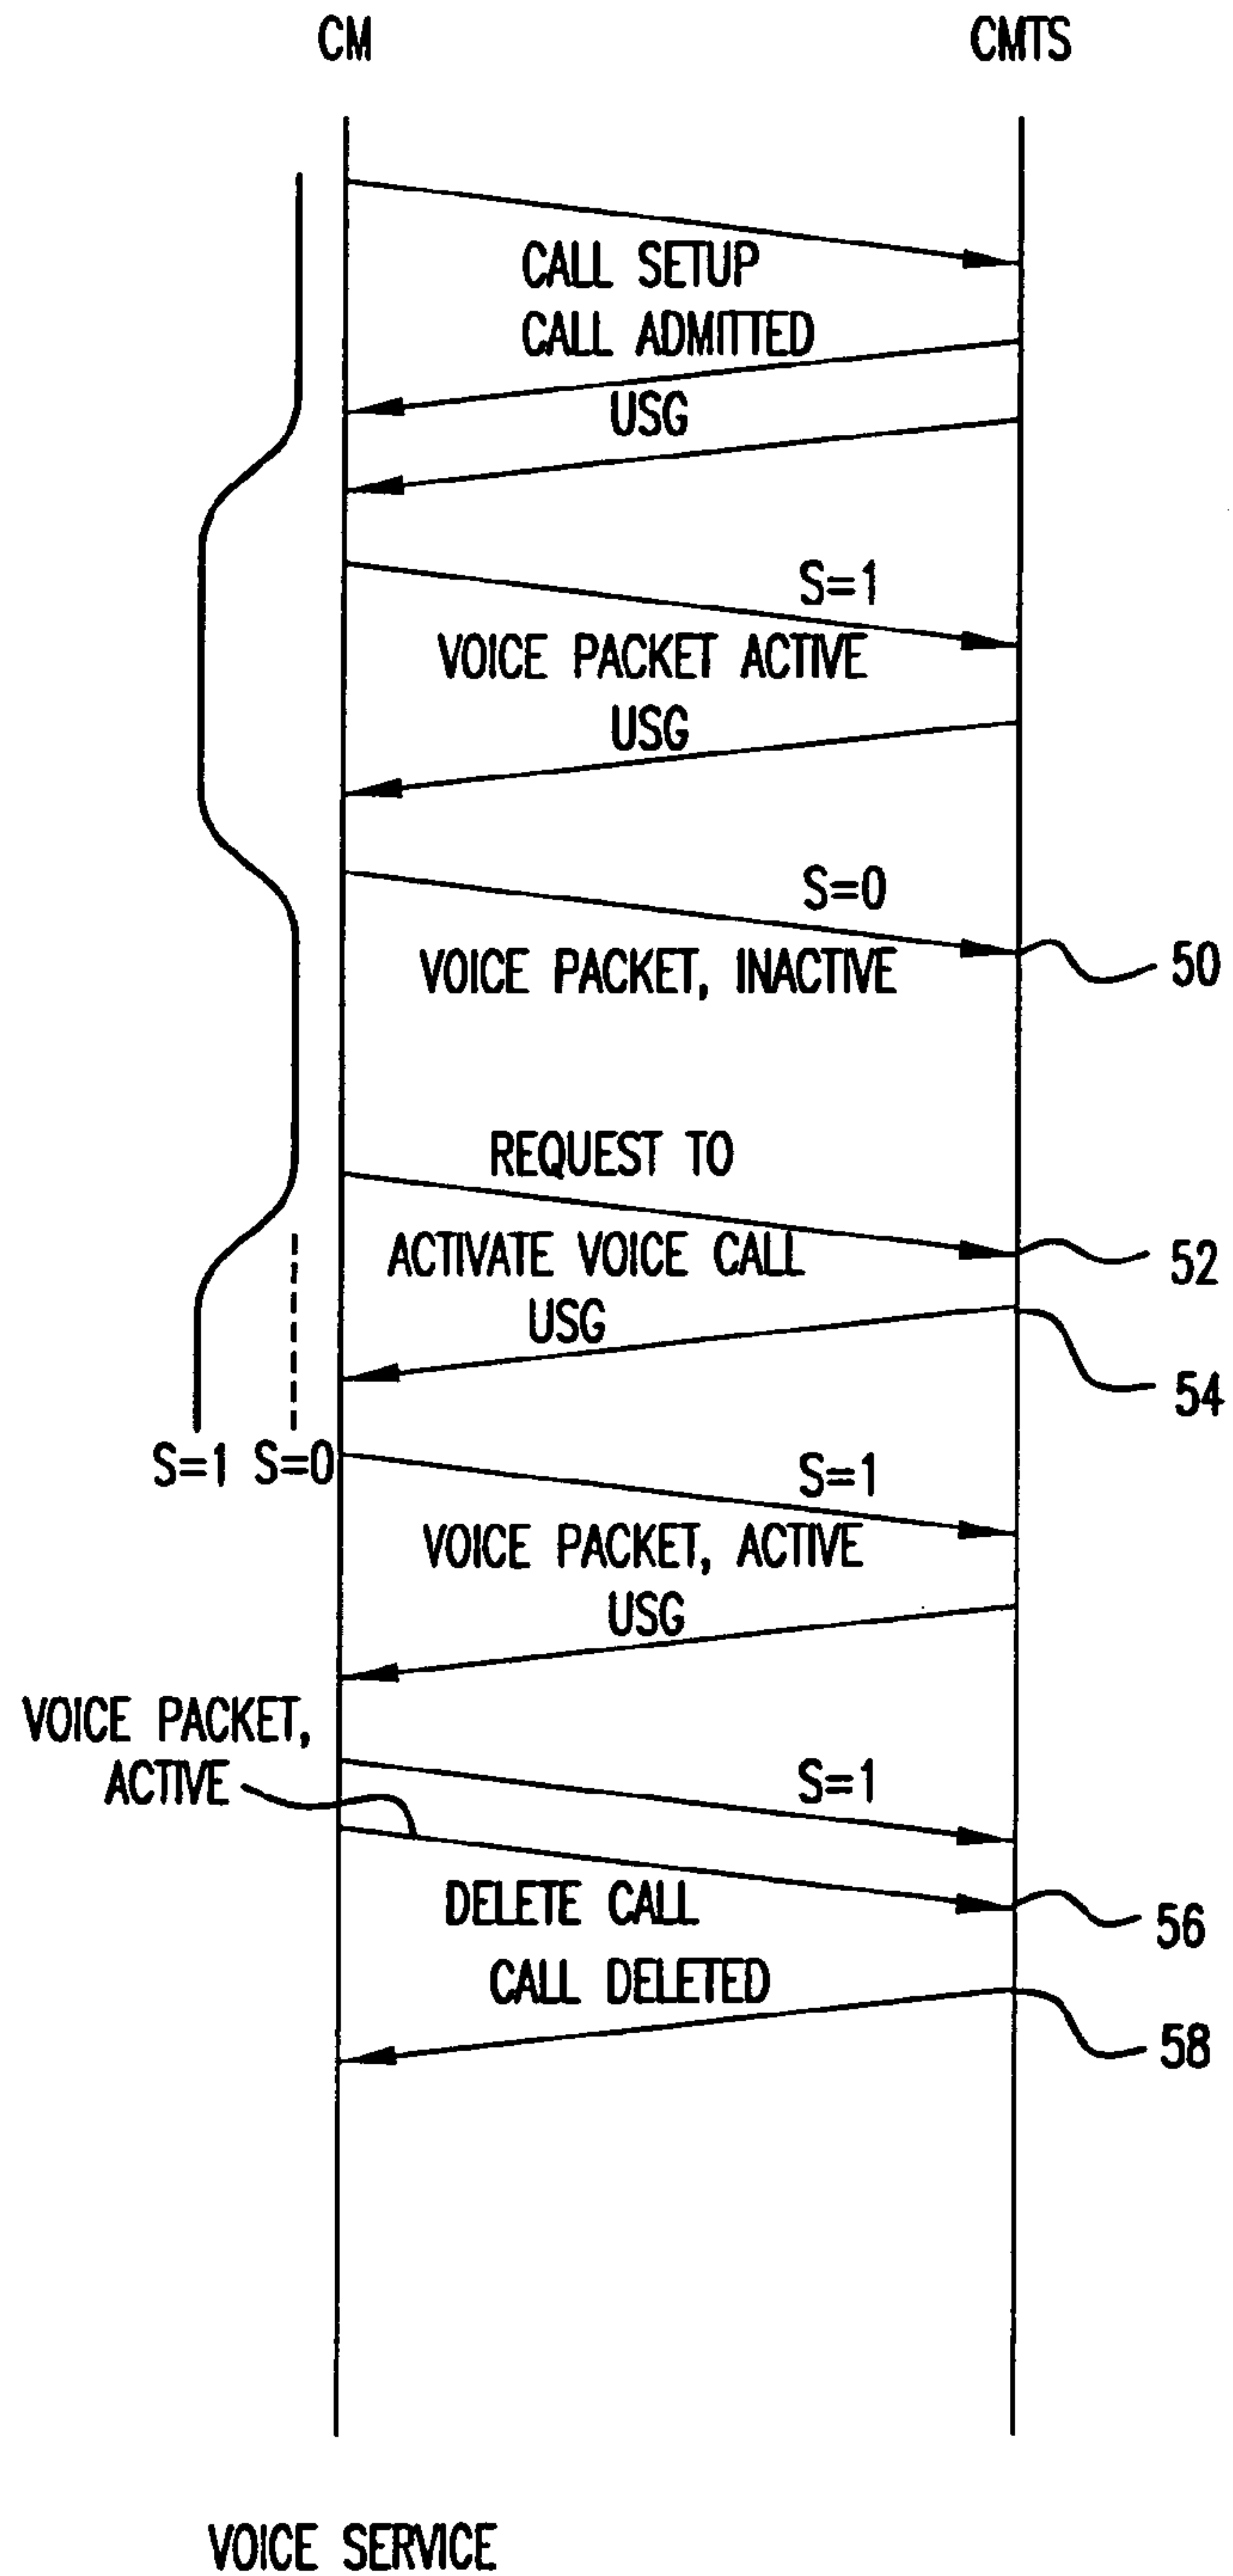 CM
CMTS
CALL SETUP
CALL ADMITTED
USG
S=1
VOICE PACKET ACTIVE
USG
S=0
VOICE PACKET, INACTIVE
50
REQUEST TO
ACTIVATE VOICE CALL
52
USG
54
S=1 S=0
S=1
VOICE PACKET, ACTIVE
USG
VOICE PACKET,
ACTIVE
S=1
DELETE CALL
56
CALL DELETED
58
VOICE SERVICE